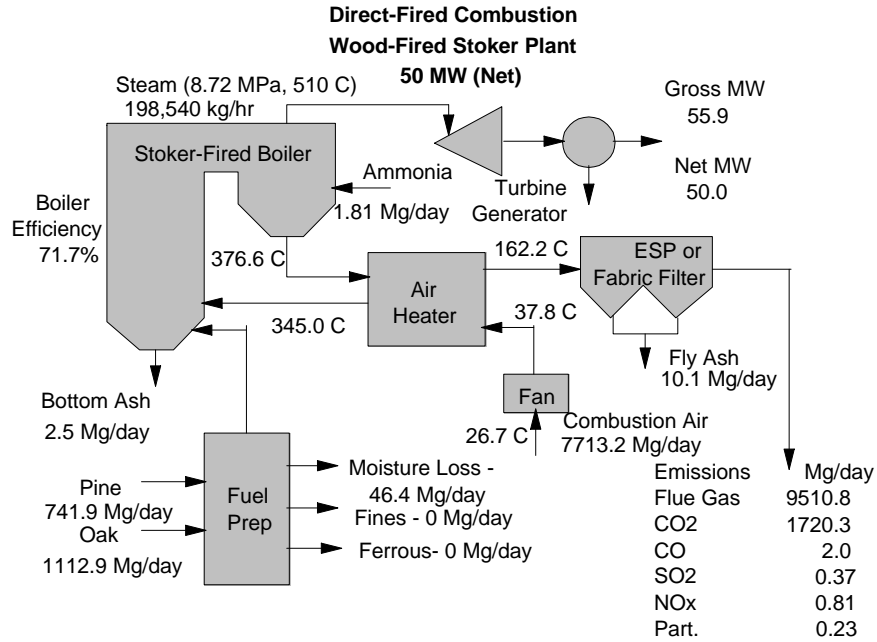 Direct-Fired Combustion
Wood-Fired Stoker Plant
50 MW (Net)
Steam (8.72 MPa, 510 C)
198,540 kg/hr
Gross MW
55.9
Stoker-Fired Boiler
Ammonia
1.81 Mg/day
Turbine
Generator
Net MW
50.0
Boiler
Efficiency
71.7%
376.6 C
162.2 C
ESP or
Fabric Filter
Air
Heater
345.0 C
37.8 C
Fly Ash
10.1 Mg/day
Bottom Ash
2.5 Mg/day
Fan
26.7 C
Combustion Air
7713.2 Mg/day
Pine
741.9 Mg/day
Oak
1112.9 Mg/day
Fuel
Prep
Moisture Loss -
46.4 Mg/day
Fines - 0 Mg/day
Ferrous- 0 Mg/day
Emissions Mg/day
Flue Gas 9510.8
CO2 1720.3
CO 2.0
SO2 0.37
NOx 0.81
Part. 0.23